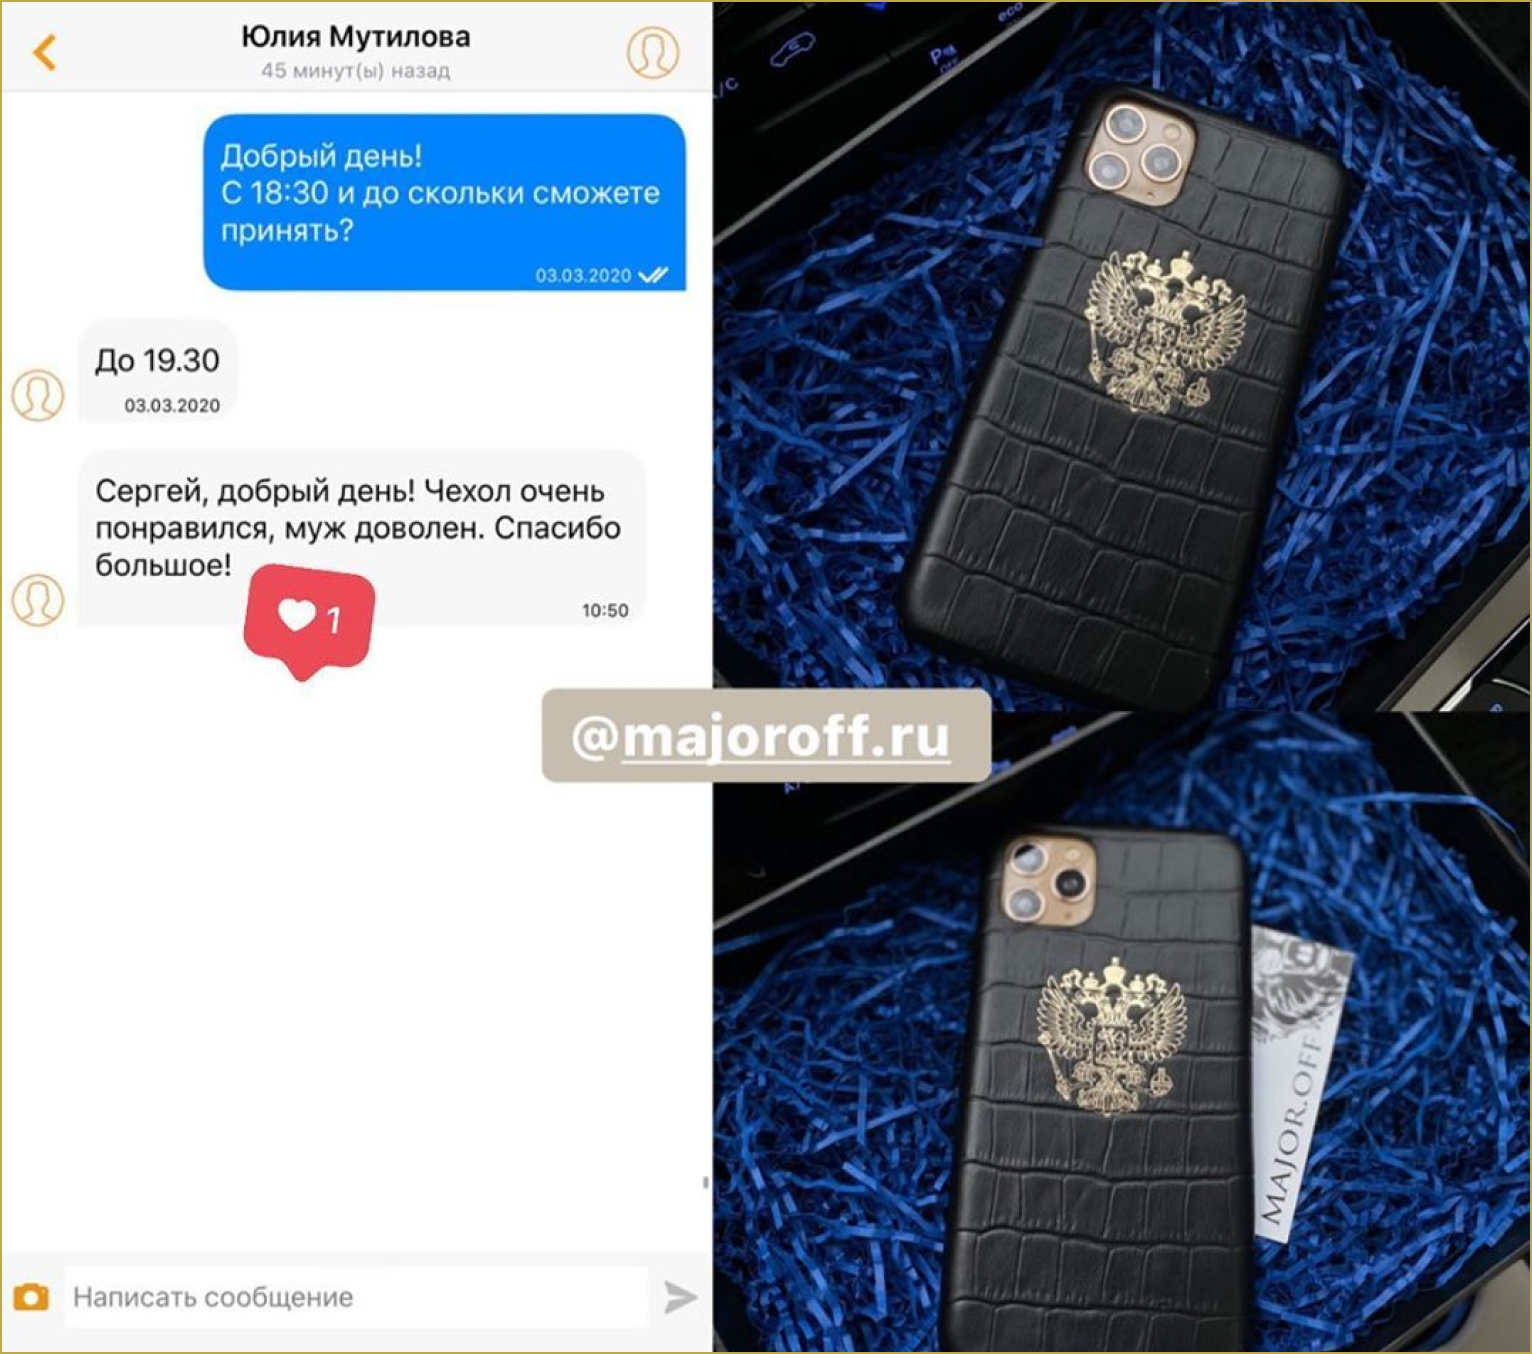 Юлия Мутилова
45 минут(ы) назад
Добрый день!
С 18:30 и до скольки сможете
принять?
03.03.2020
До 19.30
03.03.2020
Сергей, добрый день! Чехол очень
понравился, муж доволен. Спасибо
большое!
10:50
1
@majoroff.ru
Написать сообщение
eco
P
OFF
A/C
MAJOR.OFF